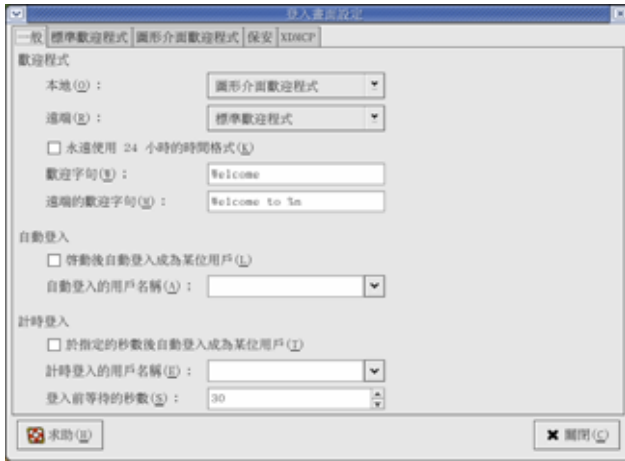 登入畫面設定
一般 標準歡迎程式 圖形介面歡迎程式 保安 XDMCP
歡迎程式
本地(O)： 圖形介面歡迎程式
遠端(R)： 標準歡迎程式
永遠使用 24 小時的時間格式(K)
歡迎字句(W)： Welcome
遠端的歡迎字句(M)： Welcome to %n
自動登入
啓動後自動登入成為某位用戶(L)
自動登入的用戶名稱(A)：
計時登入
於指定的秒數後自動登入成為某位用戶(T)
計時登入的用戶名稱(E)：
登入前等待的秒數(S)： 30
求助(H) 關閉(C)